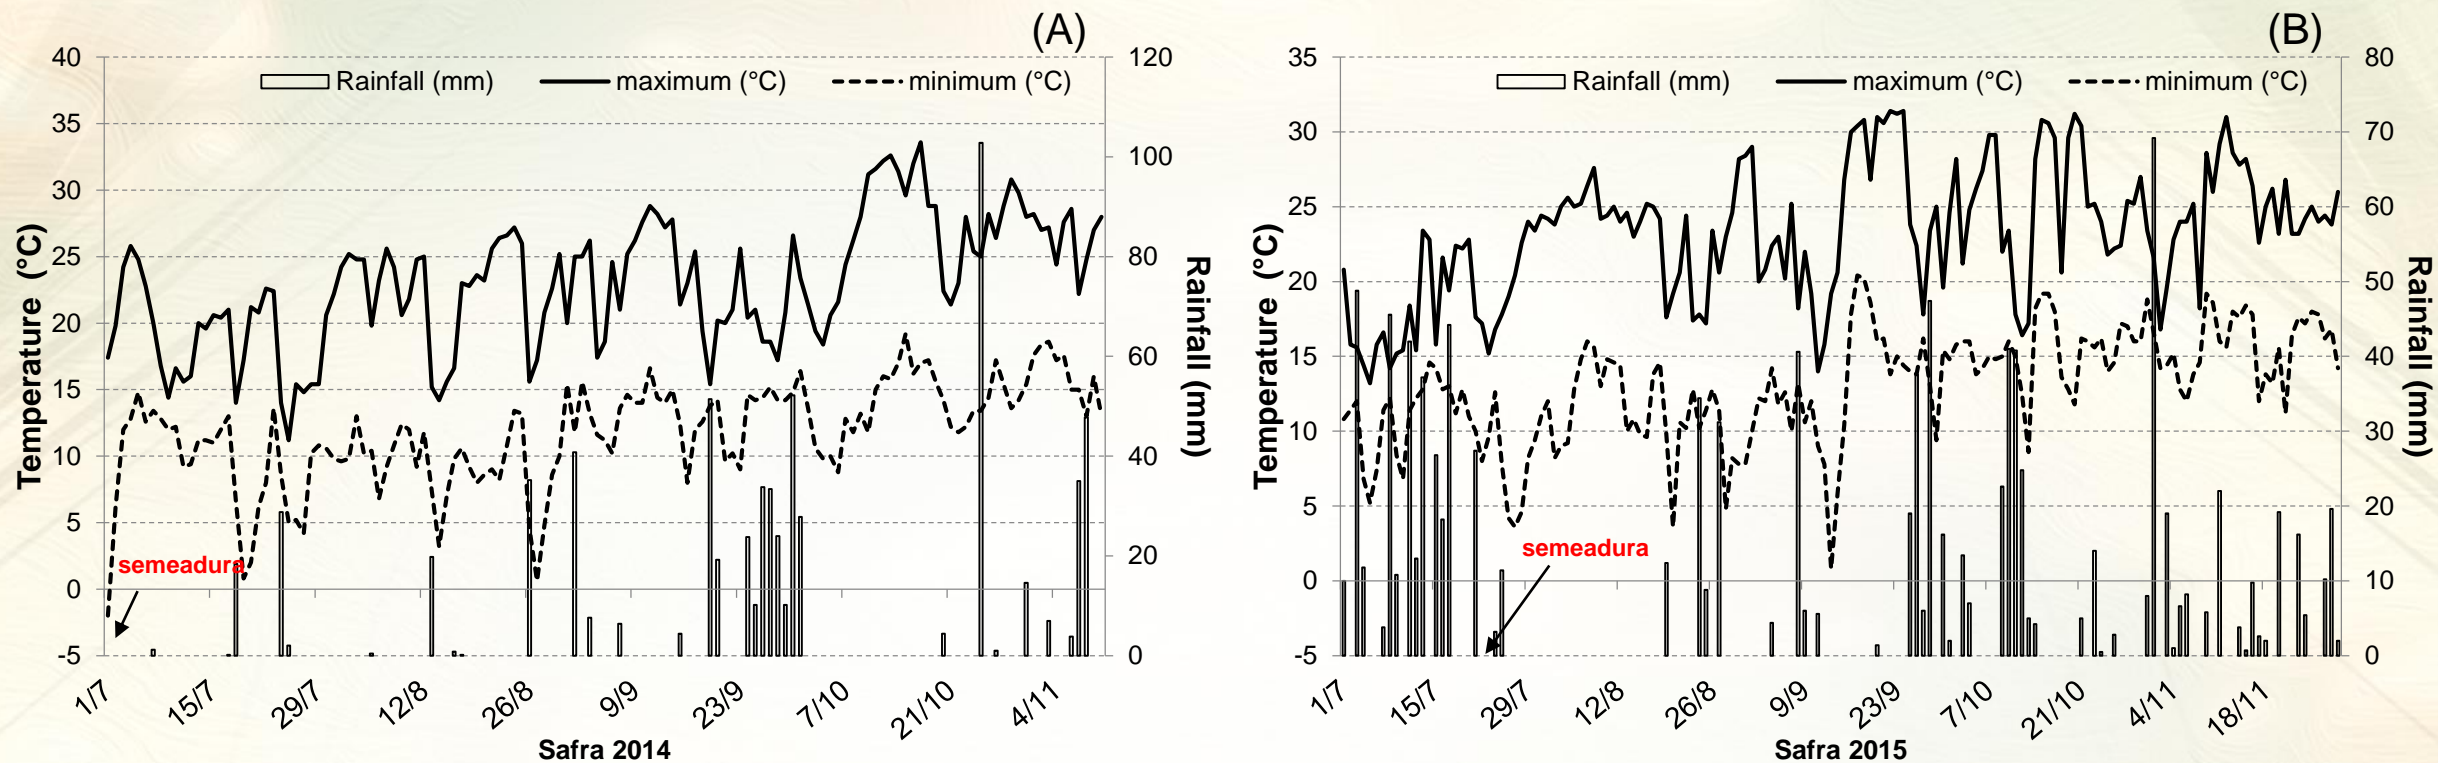 (A)
Rainfall (mm) maximum (°C) minimum (°C)
40
35
30
25
20
15
10
5
0
-5
Temperature (°C)
120
100
80
60
40
20
0
Rainfall (mm)
semeadura
1/7 15/7 29/7 12/8 26/8 9/9 23/9 7/10 21/10 4/11
Safra 2014
(B)
Rainfall (mm) maximum (°C) minimum (°C)
35
30
25
20
15
10
5
0
-5
Temperature (°C)
80
70
60
50
40
30
20
10
0
Rainfall (mm)
semeadura
1/7 15/7 29/7 12/8 26/8 9/9 23/9 7/10 21/10 4/11 18/11
Safra 2015